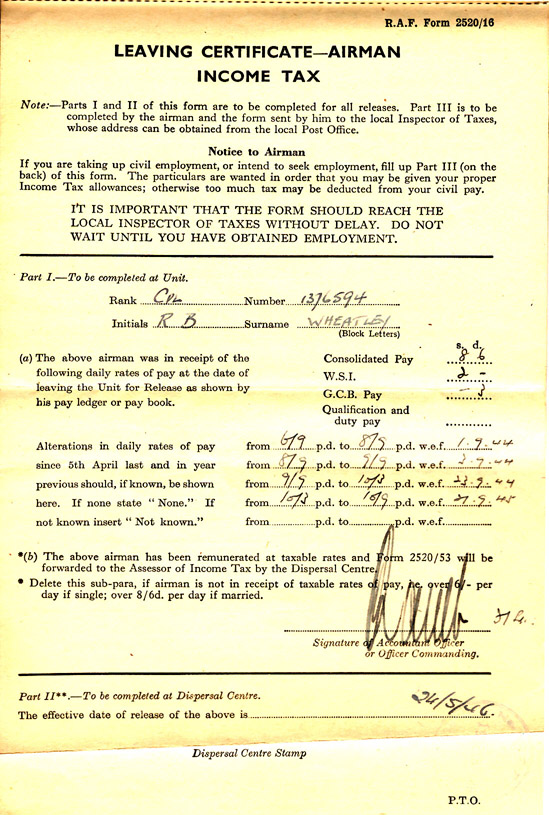 R.A.F. Form 2520/16
LEAVING CERTIFICATE—AIRMAN
INCOME TAX
Note:—Parts I and II of this form are to be completed for all releases. Part III is to be
completed by the airman and the form sent by him to the local Inspector of Taxes,
whose address can be obtained from the local Post Office.
Notice to Airman
If you are taking up civil employment, or intend to seek employment, fill up Part III (on the
back) of this form. The particulars are wanted in order that you may be given your proper
Income Tax allowances; otherwise too much tax may be deducted from your civil pay.
IT IS IMPORTANT THAT THE FORM SHOULD REACH THE
LOCAL INSPECTOR OF TAXES WITHOUT DELAY. DO NOT
WAIT UNTIL YOU HAVE OBTAINED EMPLOYMENT.
Part I.—To be completed at Unit.
Rank CPL Number 1376594
Initials R B Surname WHEATLEY
(Block Letters)
s. d.
(a) The above airman was in receipt of the
following daily rates of pay at the date of
leaving the Unit for Release as shown by
his pay ledger or pay book.
Consolidated Pay 8 6
W.S.I. 2 -
G.C.B. Pay - 3
Qualification and
duty pay
Alterations in daily rates of pay
since 5th April last and in year
previous should, if known, be shown
here. If none state "None." If
not known insert "Not known."
from 6/9 p.d. to 8/9 p.d. w.e.f. 1.9.44
from 8/9 p.d. to 9/9 p.d. w.e.f. 3.9.44
from 9/9 p.d. to 10/3 p.d. w.e.f. 23.9.44
from 10/3 p.d. to 10/9 p.d. w.e.f. 21.9.45
from p.d. to p.d. w.e.f.
*(b) The above airman has been remunerated at taxable rates and Form 2520/53 will be
forwarded to the Assessor of Income Tax by the Dispersal Centre.
* Delete this sub-para, if airman is not in receipt of taxable rates of pay, i.e. over 6/- per
day if single; over 8/6d. per day if married.
Signature of Accountant Officer
or Officer Commanding.
Part II**.—To be completed at Dispersal Centre.
The effective date of release of the above is 24/5/46.
Dispersal Centre Stamp
P.T.O.